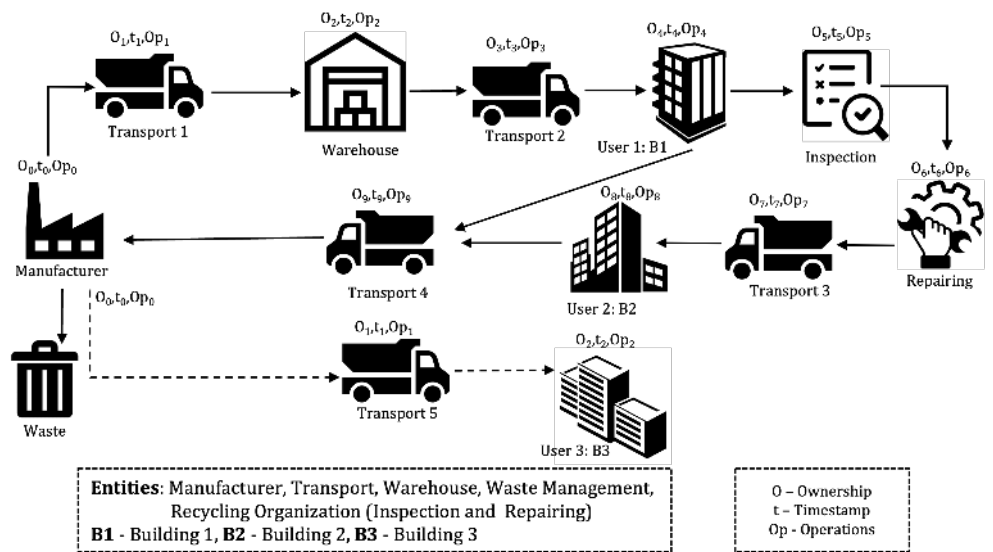 O₁,t₁,Op₁
O₂,t₂,Op₂
O₃,t₃,Op₃
O₄,t₄,Op₄
O₅,t₅,Op₅
Transport 1
Warehouse
Transport 2
User 1: B1
Inspection
O₀,t₀,Op₀
O₉,t₉,Op₉
O₈,t₈,Op₈
O₇,t₇,Op₇
O₆,t₆,Op₆
Manufacturer
Transport 4
User 2: B2
Transport 3
Repairing
O₀,t₀,Op₀
O₁,t₁,Op₁
O₂,t₂,Op₂
Waste
Transport 5
User 3: B3
Entities: Manufacturer, Transport, Warehouse, Waste Management,
Recycling Organization (Inspection and Repairing)
B1 - Building 1, B2 - Building 2, B3 - Building 3
O – Ownership
t – Timestamp
Op - Operations